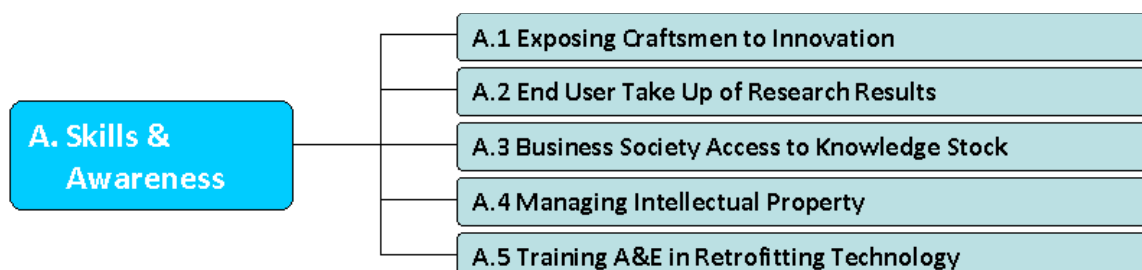 A. Skills &
Awareness
A.1 Exposing Craftsmen to Innovation
A.2 End User Take Up of Research Results
A.3 Business Society Access to Knowledge Stock
A.4 Managing Intellectual Property
A.5 Training A&E in Retrofitting Technology